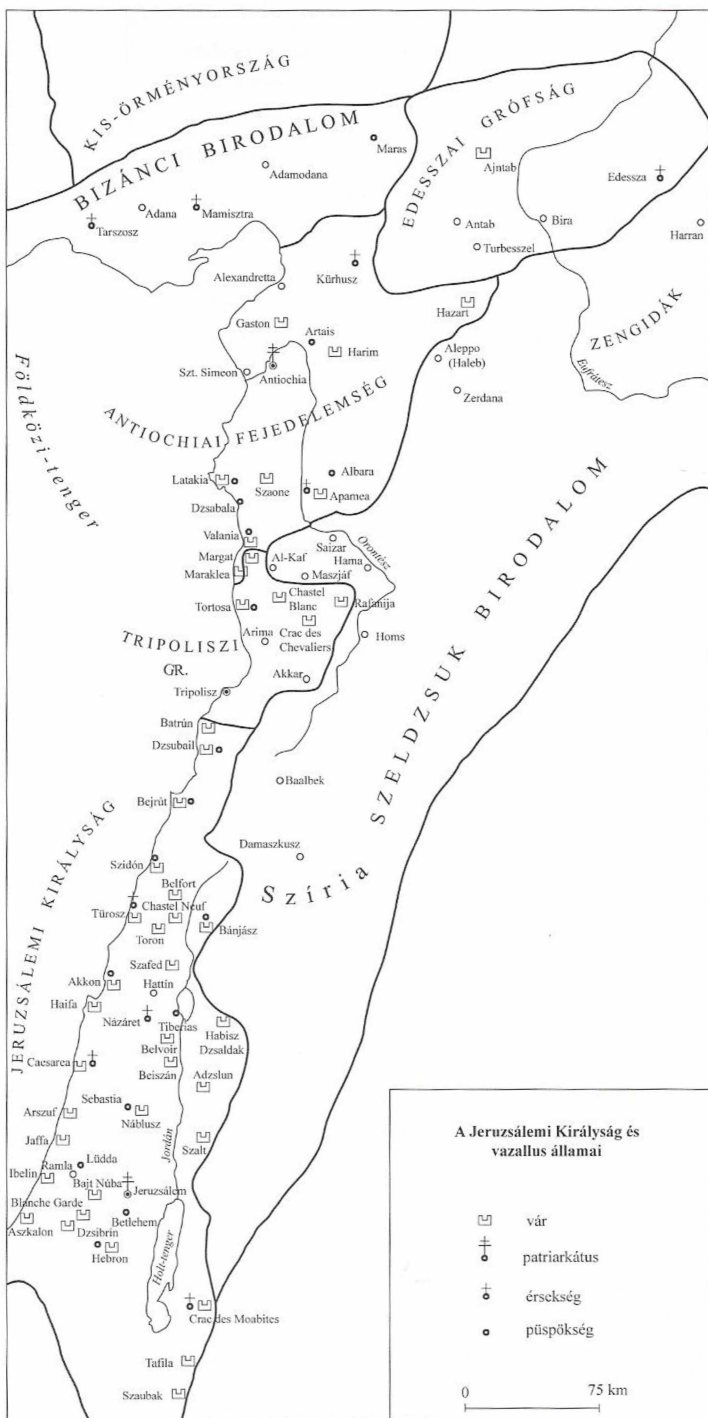 KIS-ÖRMÉNYORSZÁG
BIZÁNCI BIRODALOM
EDESSZAI GRÓFSÁG
Maras
Adamodana
Ajntab
Edessza
Adana
Mamisztra
Tarszosz
Antab
Bira
Harran
Turbesszel
Kürhusz
Alexandretta
Hazart
ZENGIDÁK
Gaston
Artais
Harim
Aleppo
(Haleb)
Eufrátesz
Szt. Simeon
Antiochia
Zerdana
Földközi-tenger
ANTIOCHIAI FEJEDELEMSÉG
Latakia
Szaone
Albara
Apamea
Dzsabala
Valania
Saizar
Orontész
Margat
Al-Kaf
Hama
Maraklea
Maszjáf
Tortosa
Chastel
Blanc
Rafanija
TRIPOLISZI
GR.
Arima
Crac des
Chevaliers
Homs
Akkar
Tripolisz
Batrún
Dzsubail
Baalbek
Bejrút
Damaszkusz
Szíria SZELDZSUK BIRODALOM
JERUZSÁLEMI KIRÁLYSÁG
Szidón
Belfort
Türosz
Chastel Neuf
Toron
Bánjász
Szafed
Akkon
Hattín
Haifa
Názáret
Tiberias
Habisz
Dzsaldak
Belvoir
Caesarea
Beiszán
Adzslun
Sebastia
Arszuf
Náblusz
Jaffa
Jordán
Szalt
Lüdda
Ramla
Ibelin
Bajt Núba
Jeruzsálem
Blanche Garde
Aszkalon
Betlehem
Dzsibrin
Hebron
Holt-tenger
Crac des Moabites
Tafila
Szaubak
A Jeruzsálemi Királyság és
vazallus államai
vár
patriarkátus
érsekség
püspökség
0 75 km